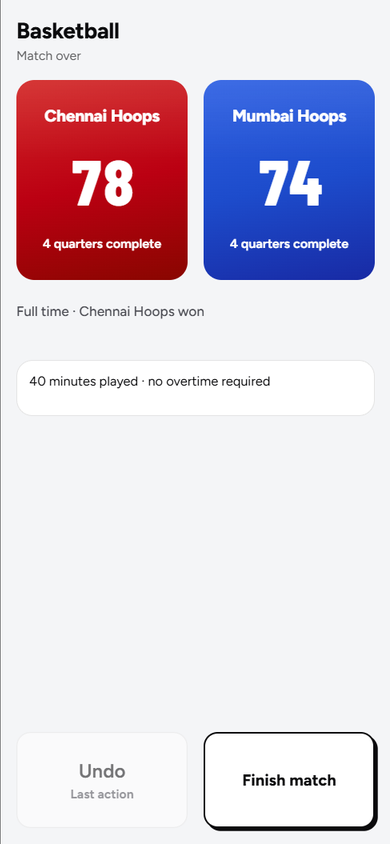 Basketball
Match over
Chennai Hoops
78
4 quarters complete
Mumbai Hoops
74
4 quarters complete
Full time · Chennai Hoops won
40 minutes played · no overtime required
Undo
Last action
Finish match